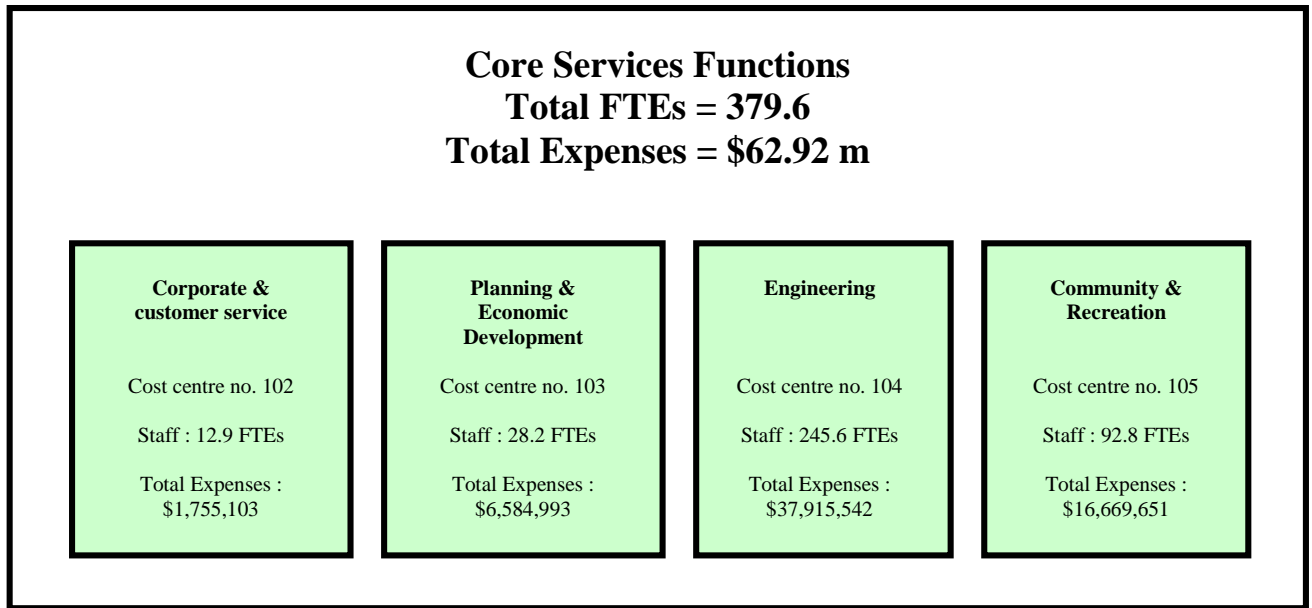 Core Services Functions
Total FTEs = 379.6
Total Expenses = $62.92 m
Corporate &
customer service
Cost centre no. 102
Staff : 12.9 FTEs
Total Expenses :
$1,755,103
Planning &
Economic
Development
Cost centre no. 103
Staff : 28.2 FTEs
Total Expenses :
$6,584,993
Engineering
Cost centre no. 104
Staff : 245.6 FTEs
Total Expenses :
$37,915,542
Community &
Recreation
Cost centre no. 105
Staff : 92.8 FTEs
Total Expenses :
$16,669,651